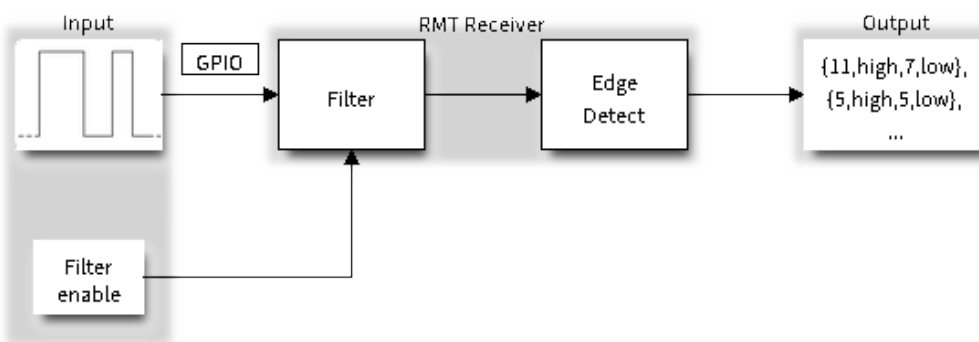 Input
RMT Receiver
Output
GPIO
Filter
Edge
Detect
{11,high,7,low},
{5,high,5,low},
...
Filter
enable